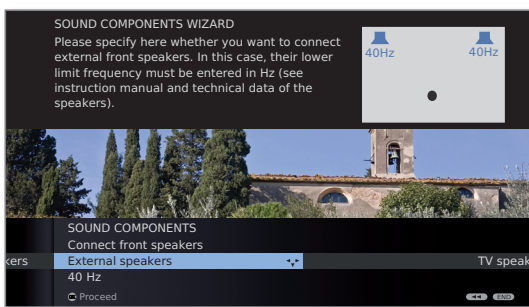 SOUND COMPONENTS WIZARD
Please specify here whether you want to connect
external front speakers. In this case, their lower
limit frequency must be entered in Hz (see
instruction manual and technical data of the
speakers).
40Hz 40Hz
SOUND COMPONENTS
Connect front speakers
kers External speakers TV speak
40 Hz
OK Proceed END